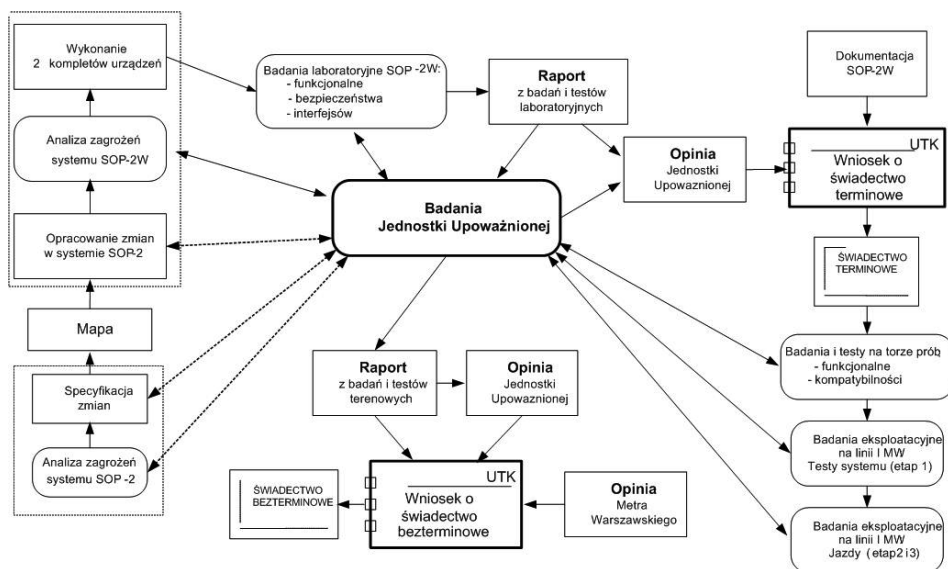 Wykonanie
2 kompletów urządzeń
Analiza zagrożeń
systemu SOP-2W
Opracowanie zmian
w systemie SOP-2
Mapa
Specyfikacja
zmian
Analiza zagrożeń
systemu SOP -2
Badania laboratoryjne SOP -2W:
- funkcjonalne
- bezpieczeństwa
- interfejsów
Raport
z badań i testów
laboratoryjnych
Opinia
Jednostki
Upowaznionej
Dokumentacja
SOP-2W
UTK
Wniosek o
świadectwo
terminowe
ŚWIADECTWO
TERMINOWE
Badania
Jednostki Upoważnionej
Badania i testy na torze prób
- funkcjonalne
- kompatybilności
Badania eksploatacyjne
na linii I MW
Testy systemu (etap 1)
Badania eksploatacyjne
na linii I MW
Jazdy (etap2 i 3)
Raport
z badań i testów
terenowych
Opinia
Jednostki
Upowaznionej
ŚWIADECTWO
BEZTERMINOWE
UTK
Wniosek o
świadectwo
bezterminowe
Opinia
Metra
Warszawskiego